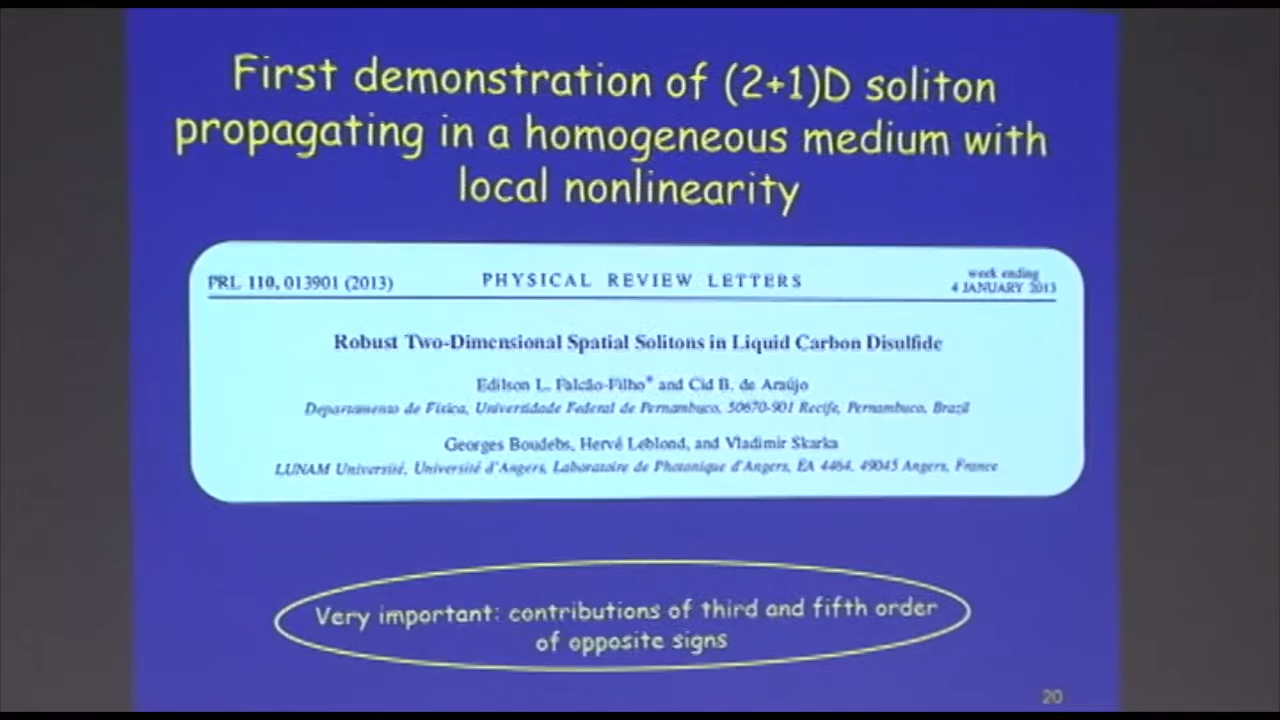 First demonstration of (2+1)D soliton
propagating in a homogeneous medium with
local nonlinearity
PRL 110, 013901 (2013)
PHYSICAL REVIEW LETTERS
week ending
4 JANUARY 2013
Robust Two-Dimensional Spatial Solitons in Liquid Carbon Disulfide
Edilson L. Falcão-Filho* and Cid B. de Araújo
Departamento de Física, Universidade Federal de Pernambuco, 50670-901 Recife, Pernambuco, Brazil
Georges Boudebs, Hervé Leblond, and Vladimir Skarka
LUNAM Université, Université d'Angers, Laboratoire de Photonique d'Angers, EA 4464, 49045 Angers, France
Very important: contributions of third and fifth order
of opposite signs
20